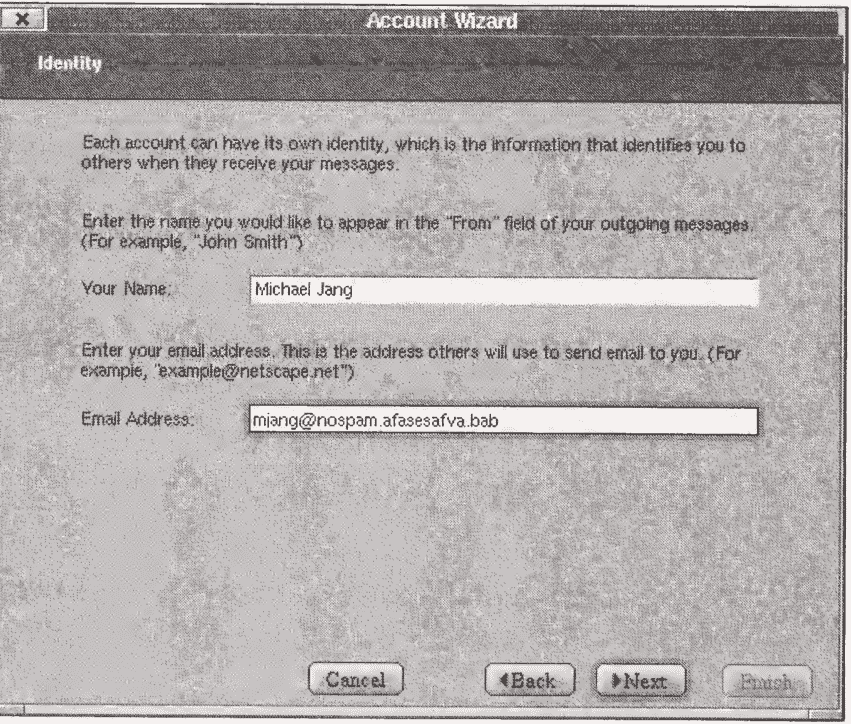 Account Wizard
Identity
Each account can have its own identity, which is the information that identifies you to
others when they receive your messages.
Enter the name you would like to appear in the "From" field of your outgoing messages.
(For example, "John Smith")
Your Name: Michael Jang
Enter your email address. This is the address others will use to send email to you. (For
example, "example@netscape.net")
Email Address: mjang@nospam.afasesafva.bab
Cancel Back Next Finish